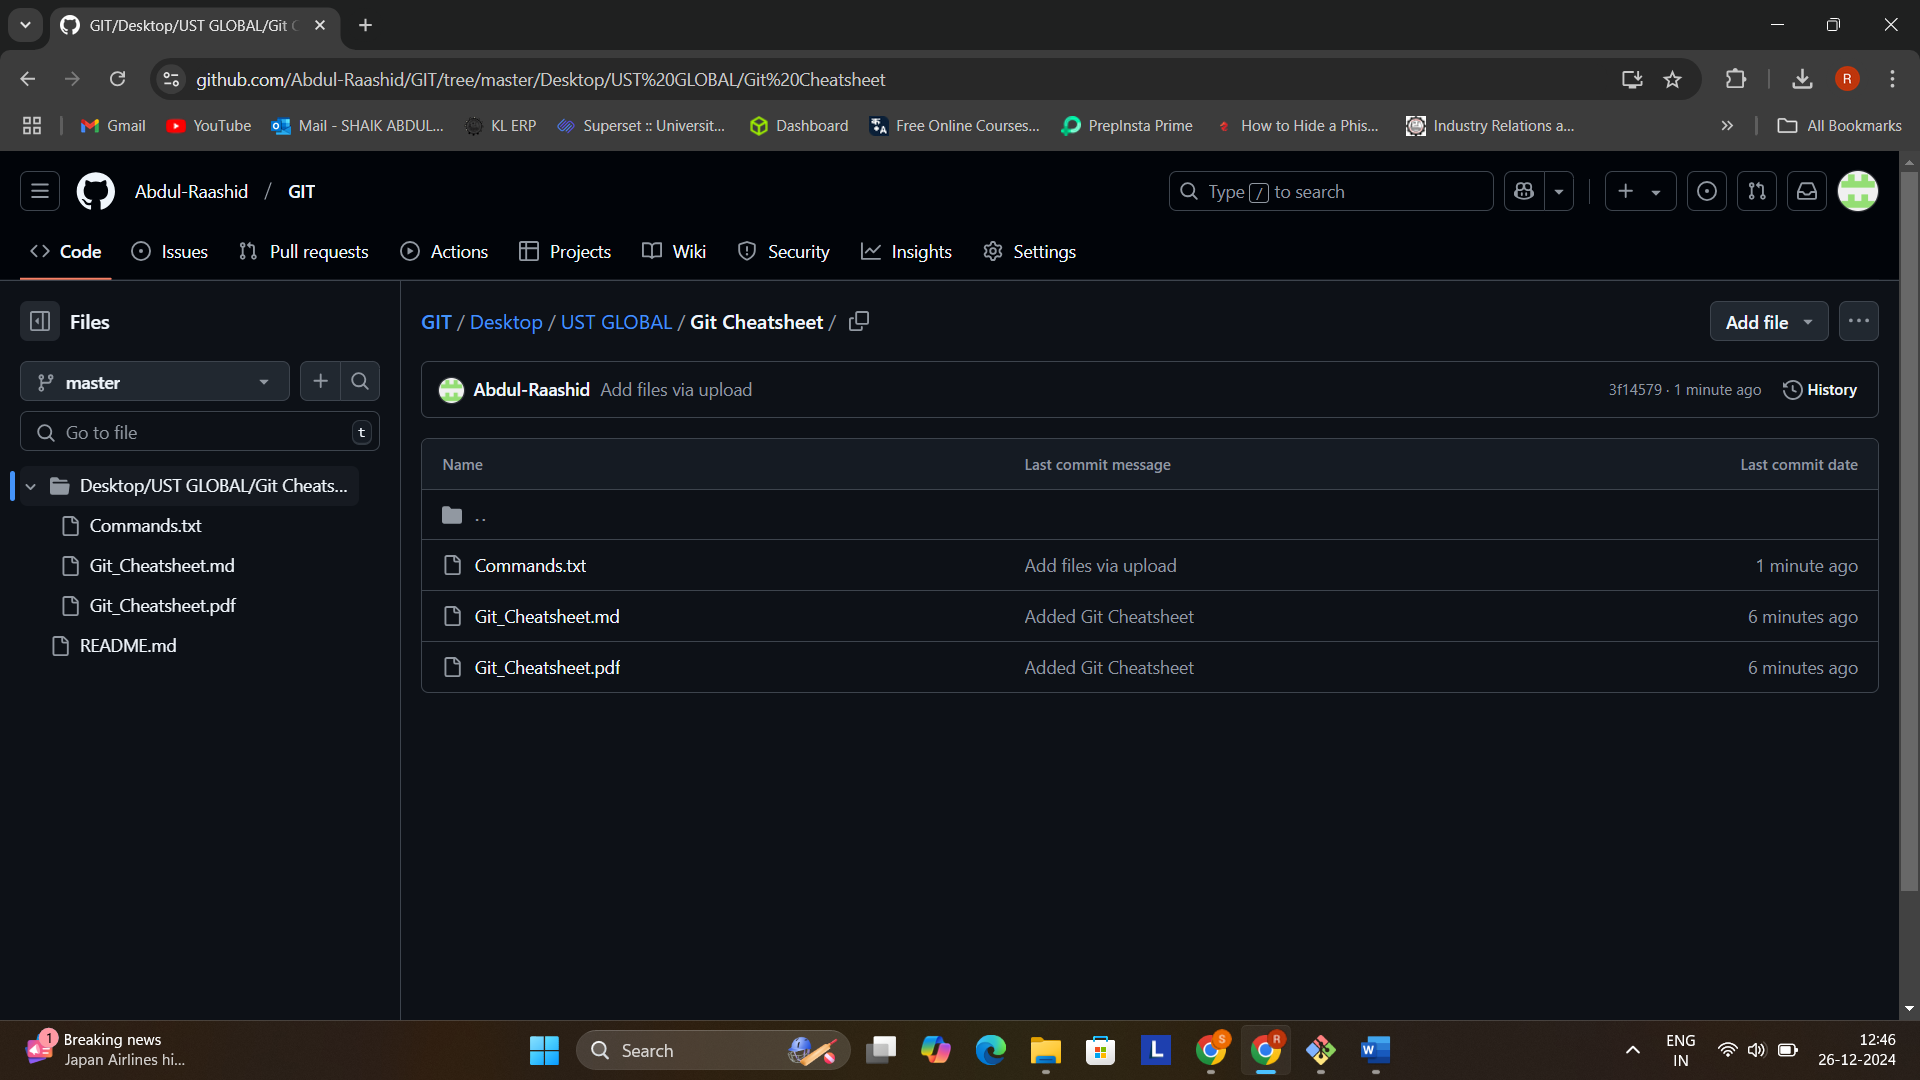 GIT/Desktop/UST GLOBAL/Git C
github.com/Abdul-Raashid/GIT/tree/master/Desktop/UST%20GLOBAL/Git%20Cheatsheet
R
Gmail
YouTube
Mail - SHAIK ABDUL...
KL ERP
Superset :: Universit...
Dashboard
Free Online Courses...
PrepInsta Prime
How to Hide a Phis...
Industry Relations a...
All Bookmarks
Abdul-Raashid / GIT
Type / to search
Code
Issues
Pull requests
Actions
Projects
Wiki
Security
Insights
Settings
Files
master
Go to file
t
Desktop/UST GLOBAL/Git Cheats...
Commands.txt
Git_Cheatsheet.md
Git_Cheatsheet.pdf
README.md
GIT / Desktop / UST GLOBAL / Git Cheatsheet /
Add file
Abdul-Raashid Add files via upload
3f14579 · 1 minute ago
History
Name Last commit message Last commit date
..
Commands.txt Add files via upload 1 minute ago
Git_Cheatsheet.md Added Git Cheatsheet 6 minutes ago
Git_Cheatsheet.pdf Added Git Cheatsheet 6 minutes ago
1
Breaking news
Japan Airlines hi...
Search
L
S
R
W
ENG
IN
12:46
26-12-2024